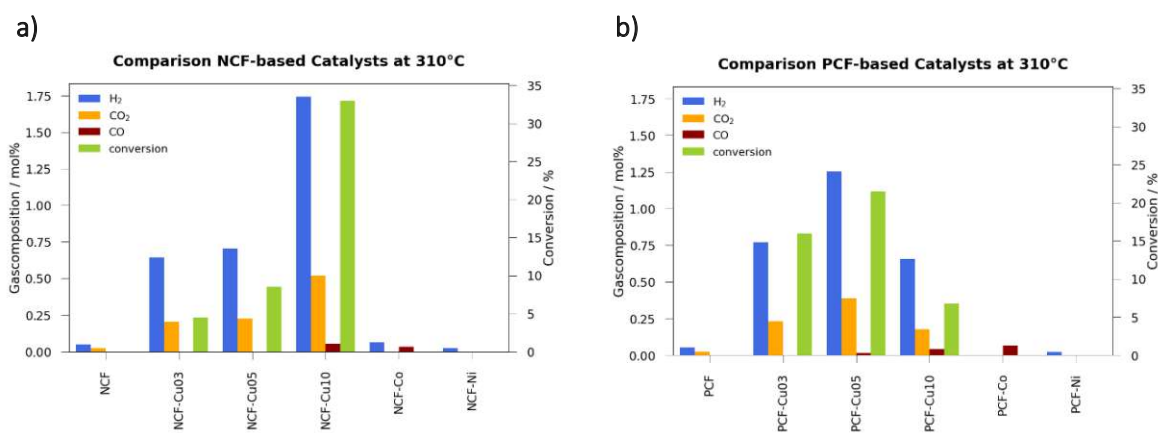 a)
Comparison NCF-based Catalysts at 310°C
H₂
CO₂
CO
conversion
Gascomposition / mol%
1.75
1.50
1.25
1.00
0.75
0.50
0.25
0.00
35
30
25
20
15
10
5
0
Conversion / %
NCF
NCF-Cu03
NCF-Cu05
NCF-Cu10
NCF-Co
NCF-Ni
b)
Comparison PCF-based Catalysts at 310°C
H₂
CO₂
CO
conversion
Gascomposition / mol%
1.75
1.50
1.25
1.00
0.75
0.50
0.25
0.00
35
30
25
20
15
10
5
0
Conversion / %
PCF
PCF-Cu03
PCF-Cu05
PCF-Cu10
PCF-Co
PCF-Ni